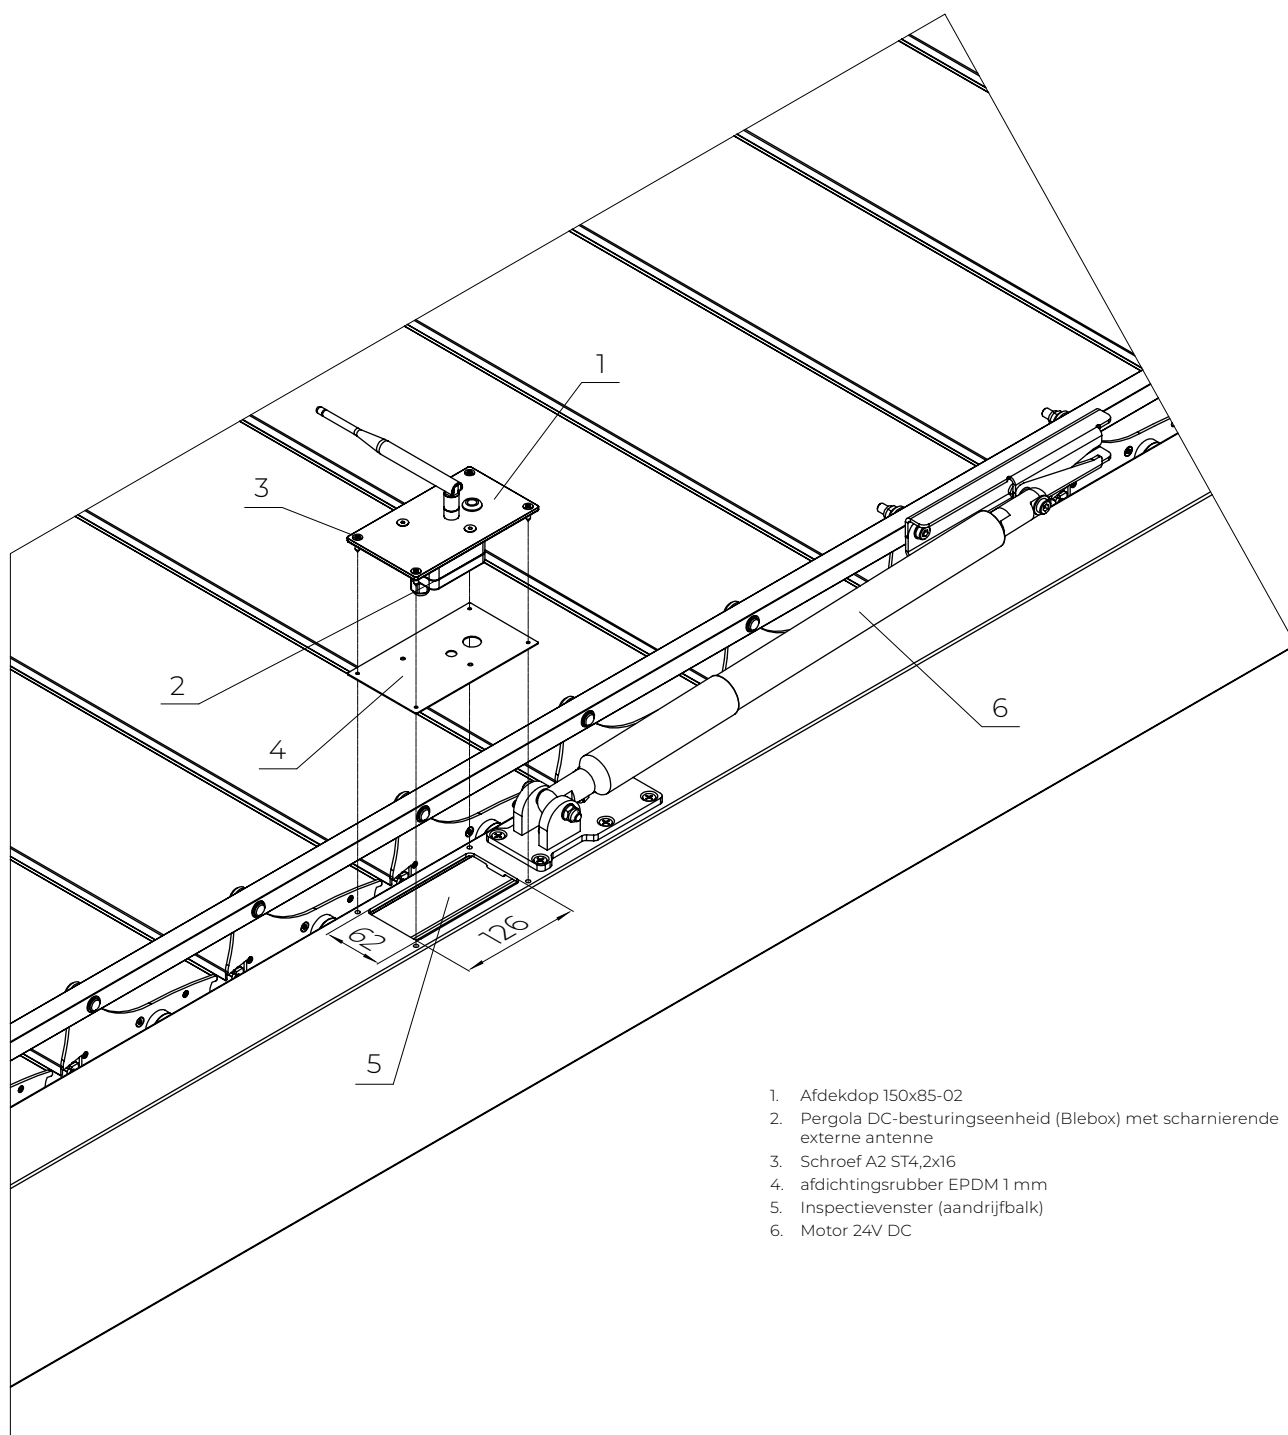 1
3
2
4
6
62
126
5
1. Afdekdop 150x85-02
2. Pergola DC-besturingseenheid (Blebox) met scharnierende
externe antenne
3. Schroef A2 ST4,2x16
4. afdichtingsrubber EPDM 1 mm
5. Inspectievenster (aandrijfbalk)
6. Motor 24V DC